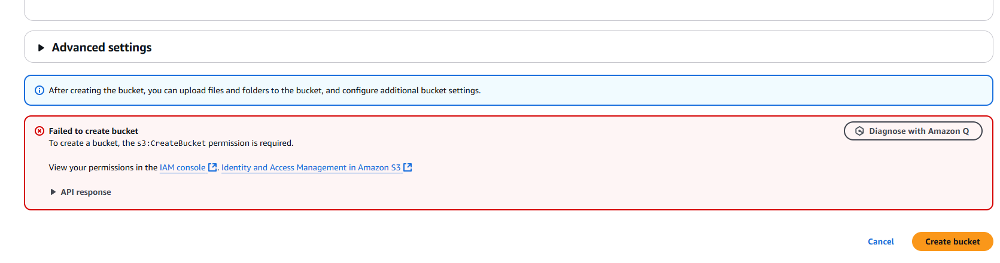 Advanced settings
After creating the bucket, you can upload files and folders to the bucket, and configure additional bucket settings.
Failed to create bucket
Diagnose with Amazon Q
To create a bucket, the s3:CreateBucket permission is required.
View your permissions in the IAM console. Identity and Access Management in Amazon S3
API response
Cancel
Create bucket